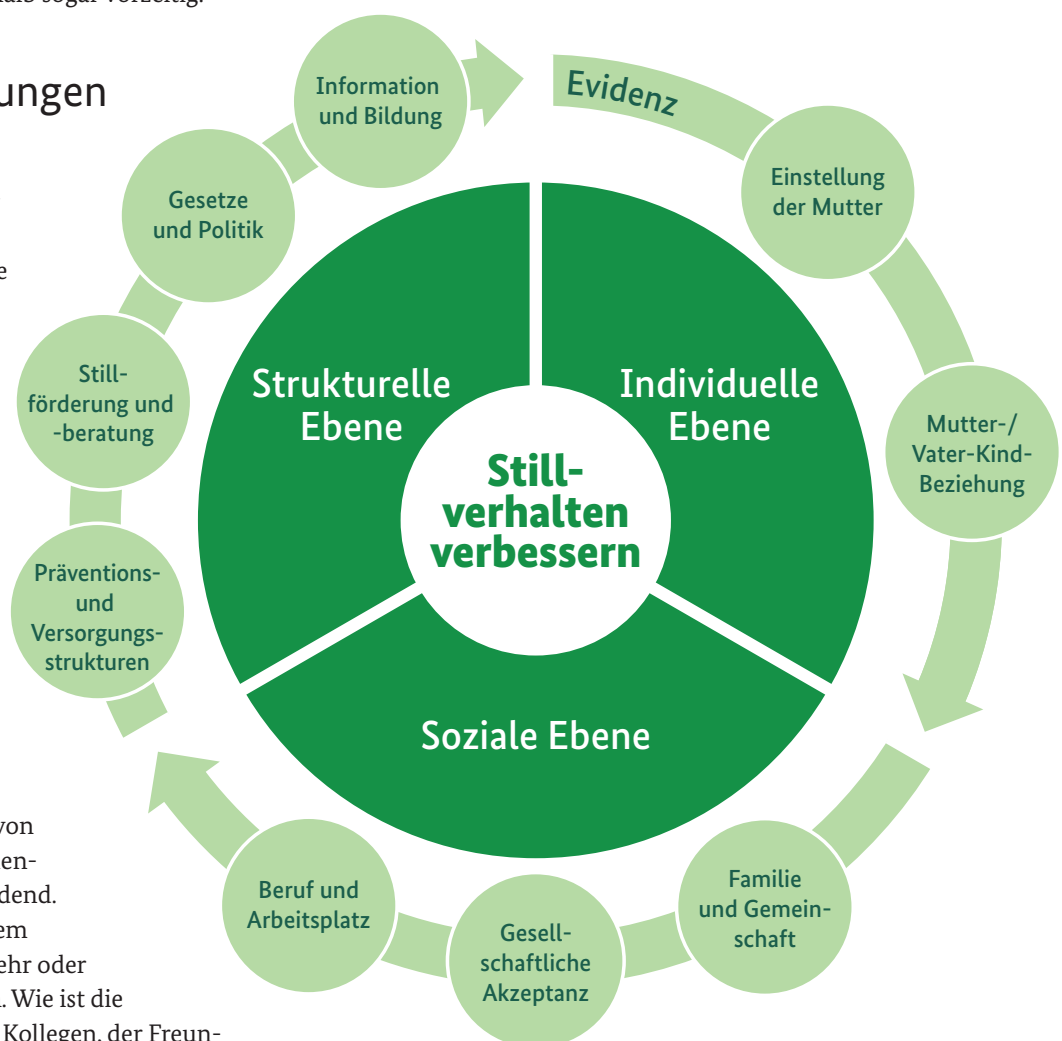 sogar vorzeitig.
ungen
e
von
en-
dend.
em
ehr oder
. Wie ist die
Kollegen, der Freun-
Evidenz
Einstellung
der Mutter
Mutter-/
Vater-Kind-
Beziehung
Familie
und Gemein-
schaft
Gesell-
schaftliche
Akzeptanz
Beruf und
Arbeitsplatz
Präventions-
und
Versorgungs-
strukturen
Still-
förderung und
-beratung
Gesetze
und Politik
Information
und Bildung
Strukturelle
Ebene
Individuelle
Ebene
Soziale Ebene
Still-
verhalten
verbessern